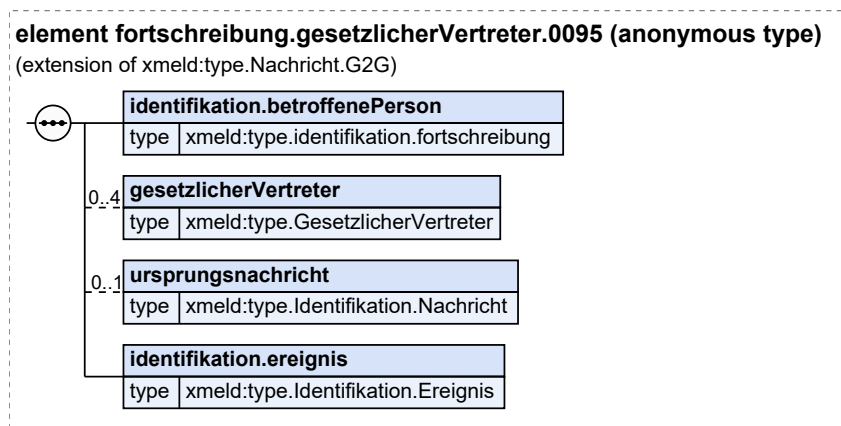 element fortschreibung.gesetzlicherVertreter.0095 (anonymous type)
(extension of xmeld:type.Nachricht.G2G)
identifikation.betroffenePerson
type xmeld:type.identifikation.fortschreibung
0..4 gesetzlicherVertreter
type xmeld:type.GesetzlicherVertreter
0..1 ursprungsnachricht
type xmeld:type.Identifikation.Nachricht
identifikation.ereignis
type xmeld:type.Identifikation.Ereignis